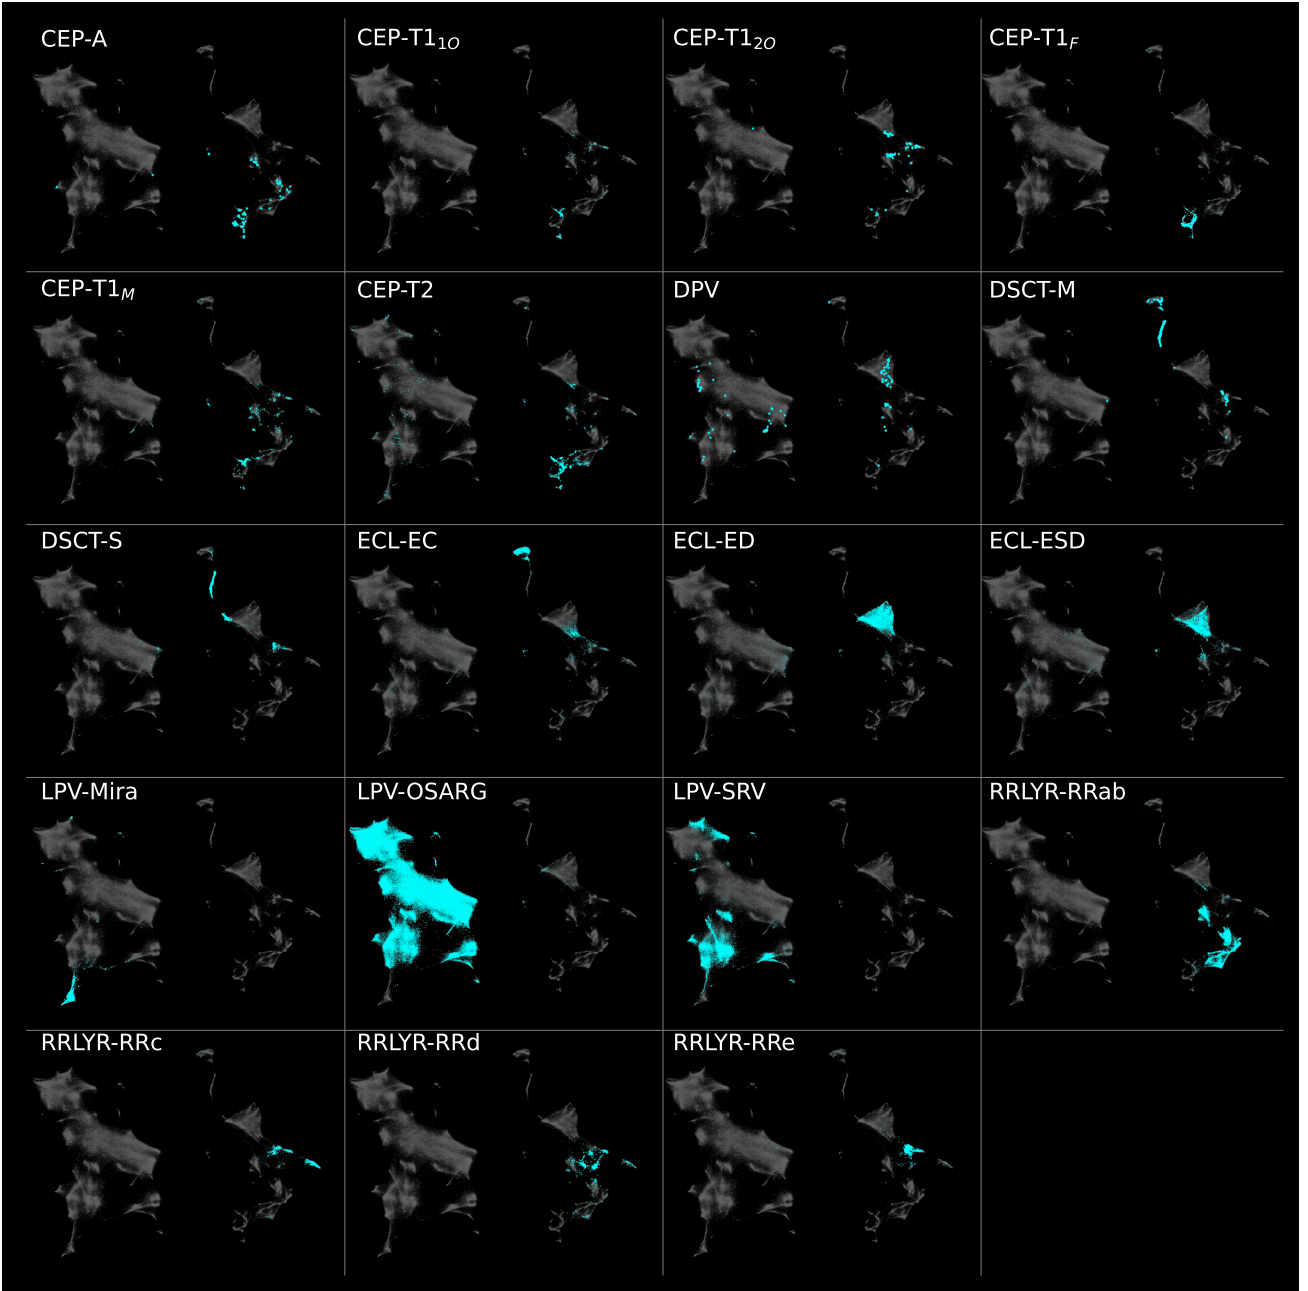 CEP-A
CEP-T1₁O
CEP-T1₂O
CEP-T1F
CEP-T1M
CEP-T2
DPV
DSCT-M
DSCT-S
ECL-EC
ECL-ED
ECL-ESD
LPV-Mira
LPV-OSARG
LPV-SRV
RRLYR-RRab
RRLYR-RRc
RRLYR-RRd
RRLYR-RRe